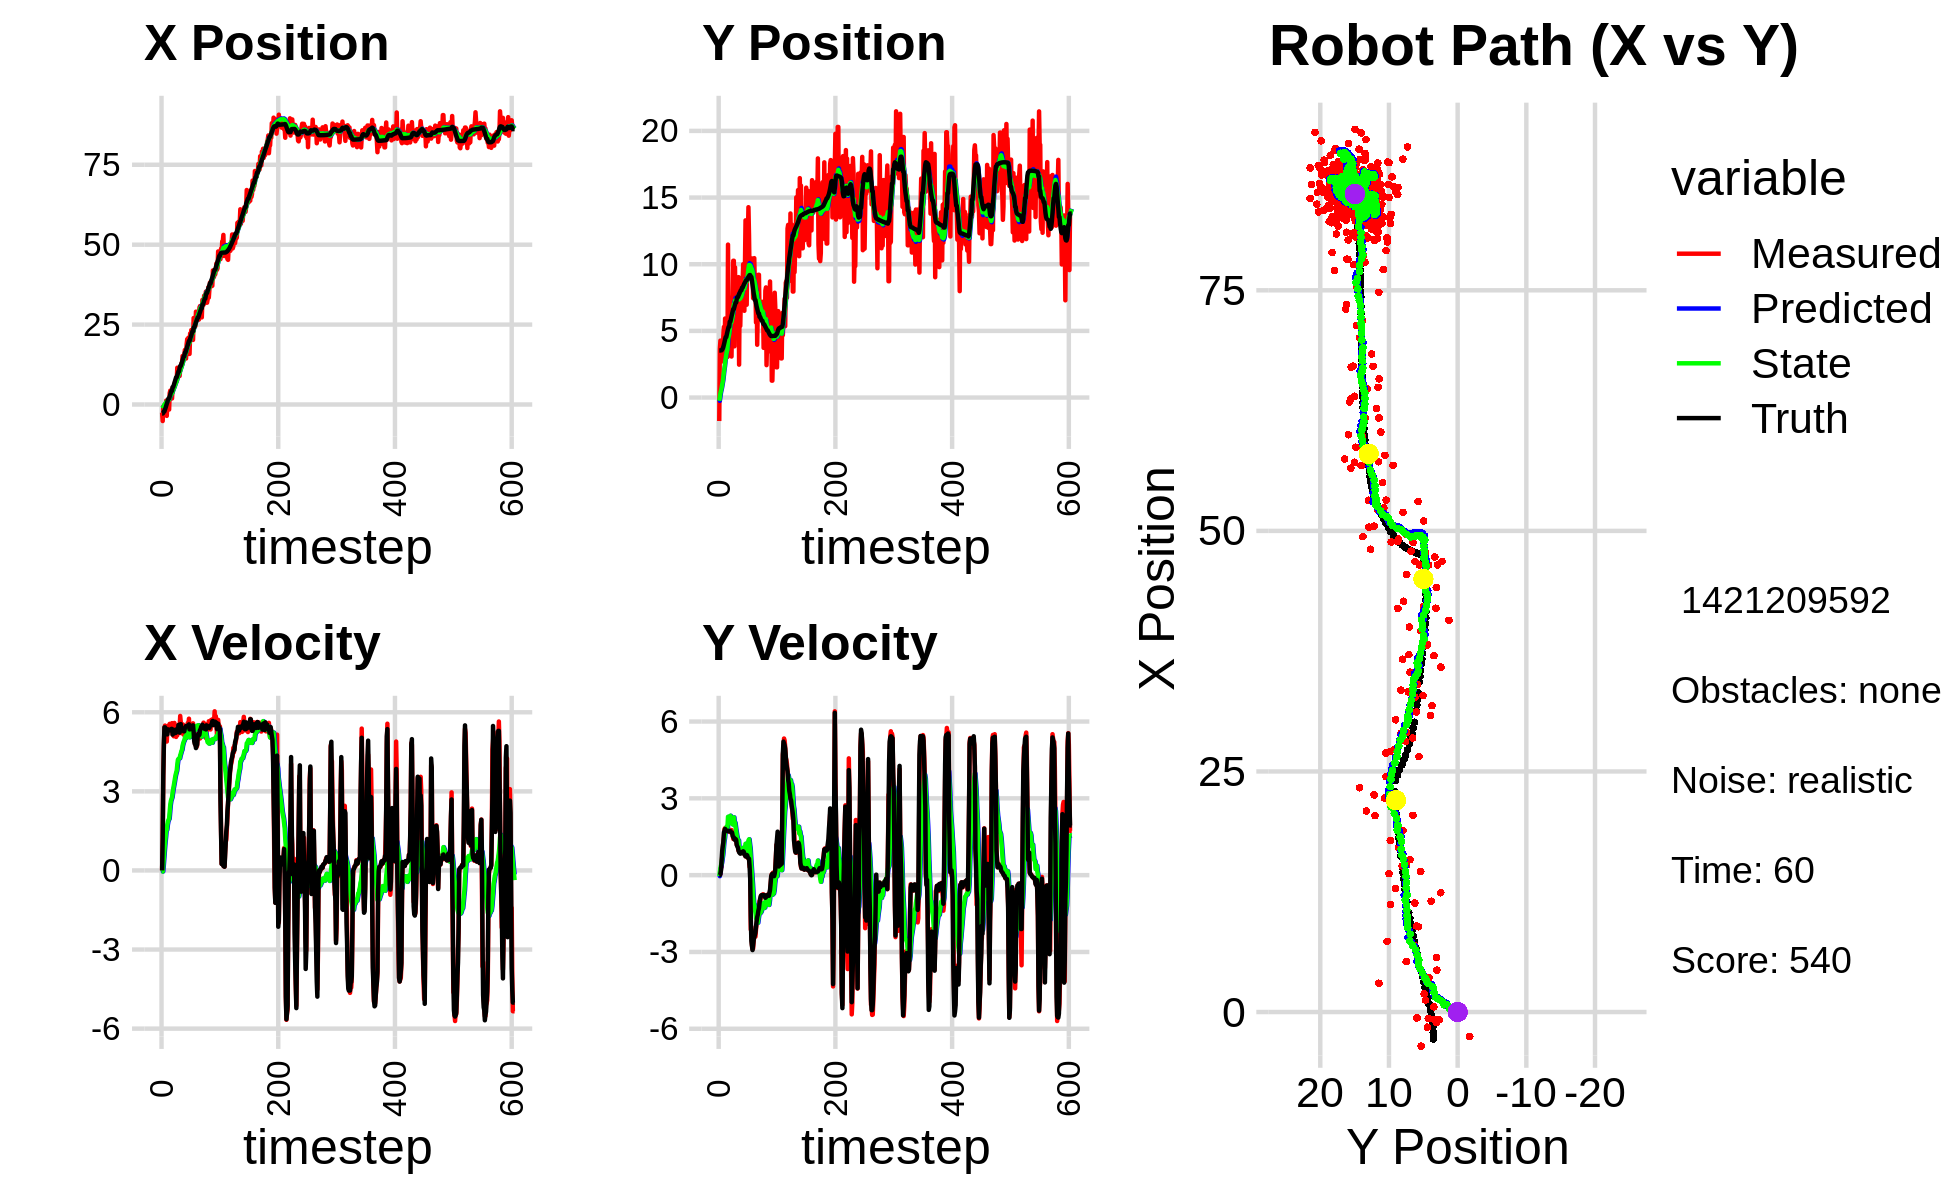 X Position
75
50
25
0
0
200
400
600
timestep
Y Position
20
15
10
5
0
0
200
400
600
timestep
X Velocity
6
3
0
-3
-6
0
200
400
600
timestep
Y Velocity
6
3
0
-3
-6
0
200
400
600
timestep
Robot Path (X vs Y)
X Position
75
50
25
0
20
10
0
-10
-20
Y Position
variable
Measured
Predicted
State
Truth
1421209592
Obstacles: none
Noise: realistic
Time: 60
Score: 540